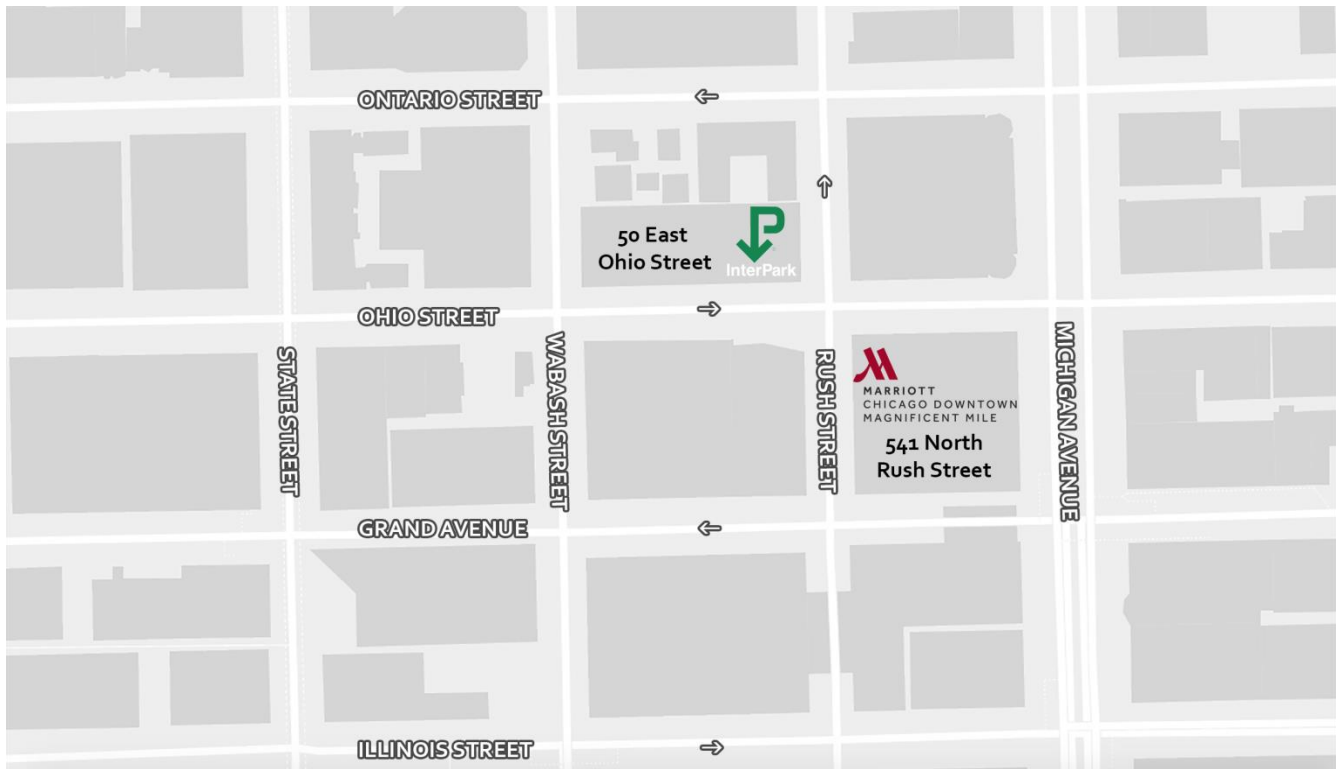 ONTARIO STREET
50 East
Ohio Street
P
InterPark
OHIO STREET
STATE STREET
WABASH STREET
RUSH STREET
MICHIGAN AVENUE
MARRIOTT
CHICAGO DOWNTOWN
MAGNIFICENT MILE
541 North
Rush Street
GRAND AVENUE
ILLINOIS STREET